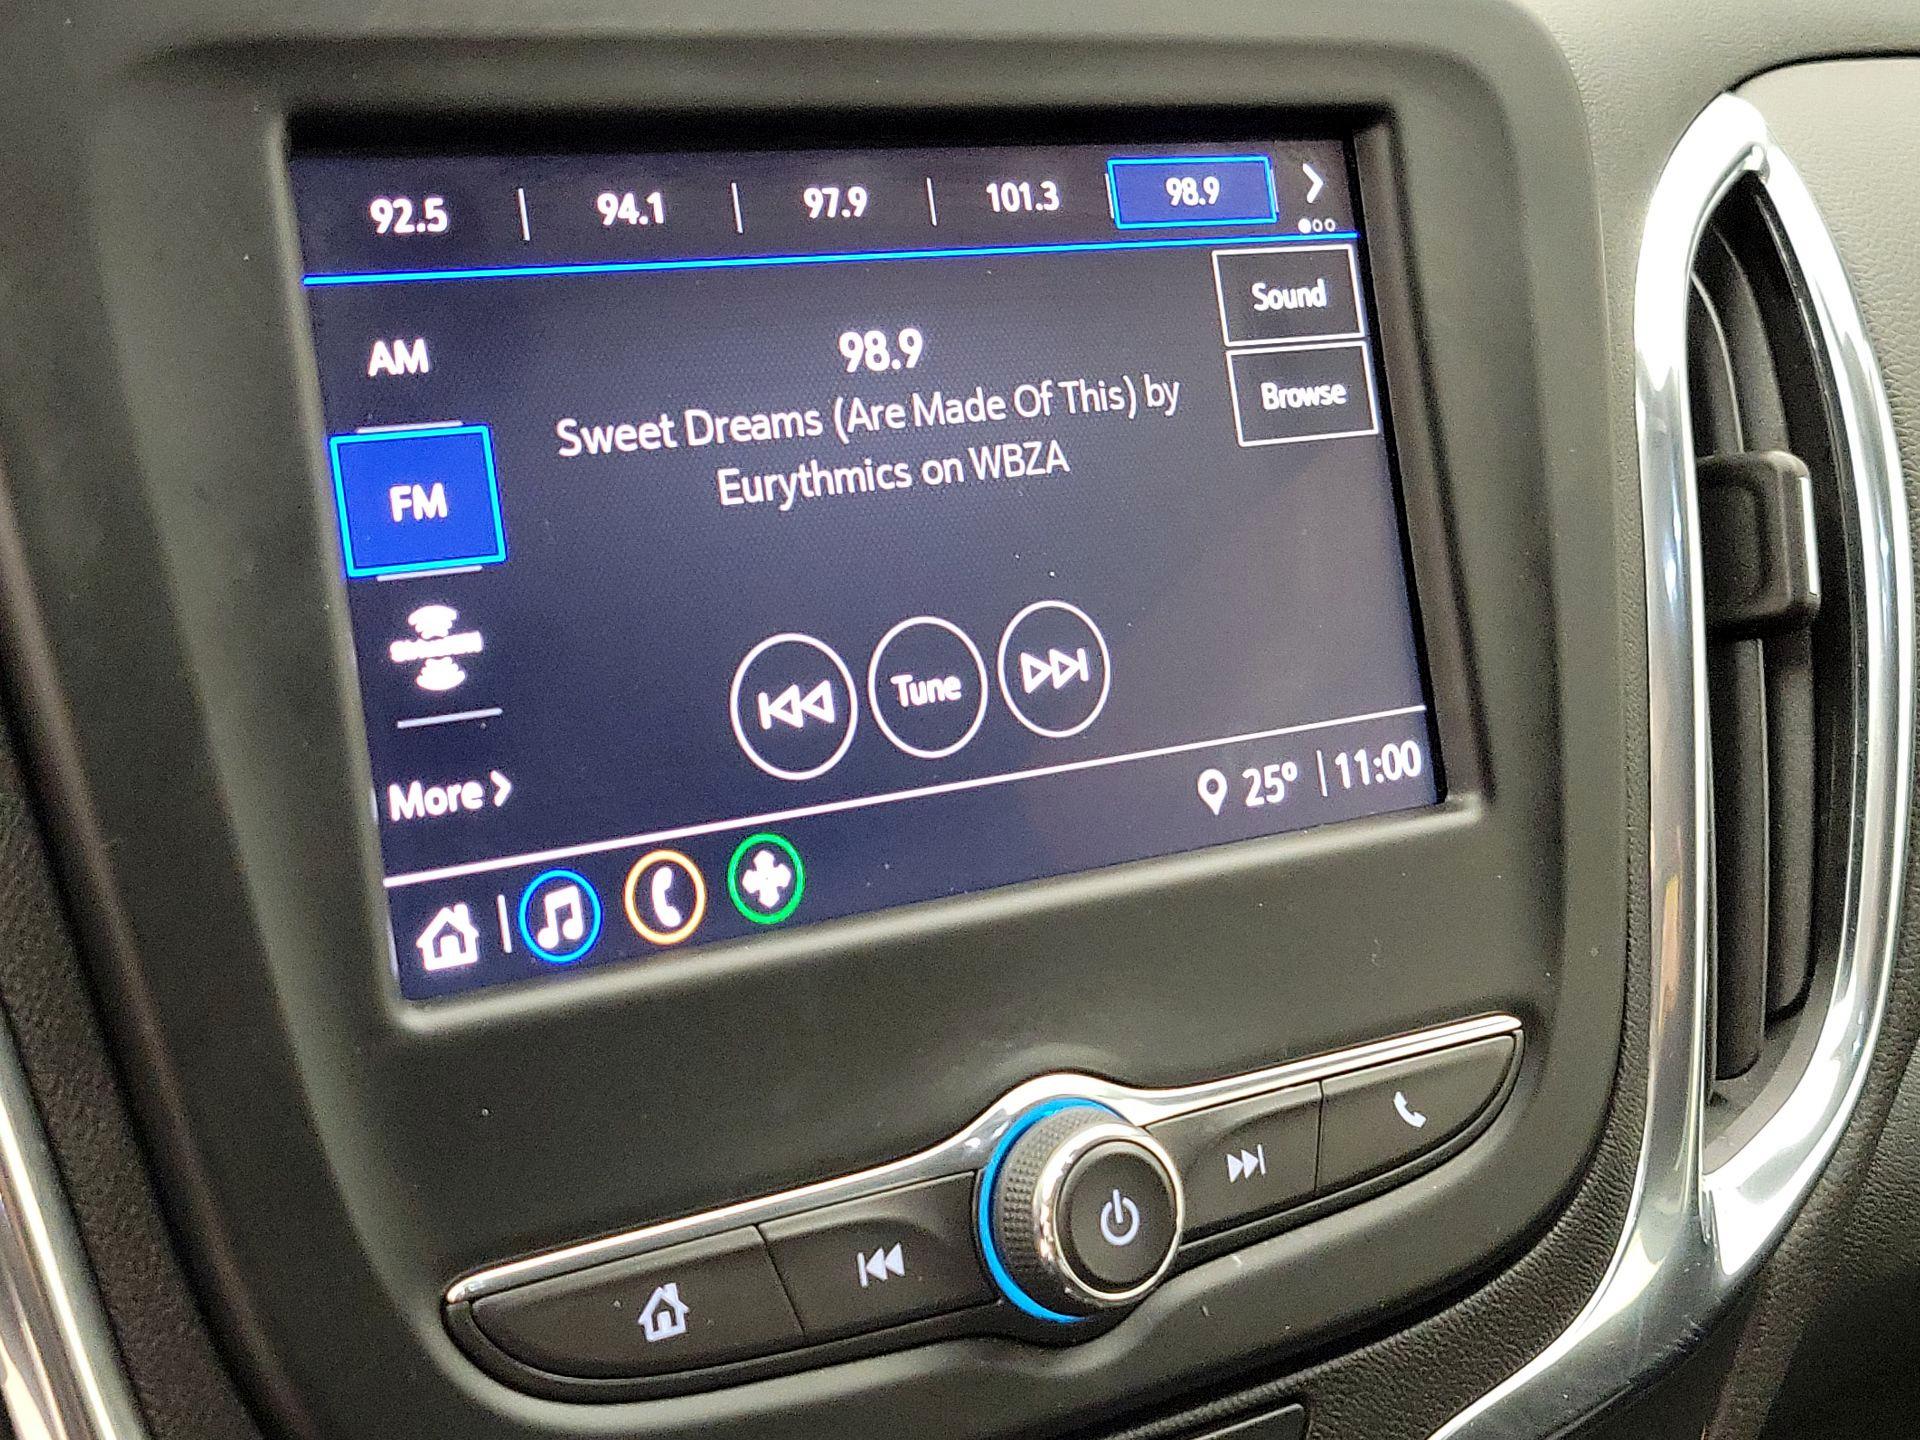 92.5 | 94.1 | 97.9 | 101.3 98.9
Sound
AM
98.9
Browse
Sweet Dreams (Are Made Of This) by
Eurythmics on WBZA
FM
Tune
More
25° | 11:00